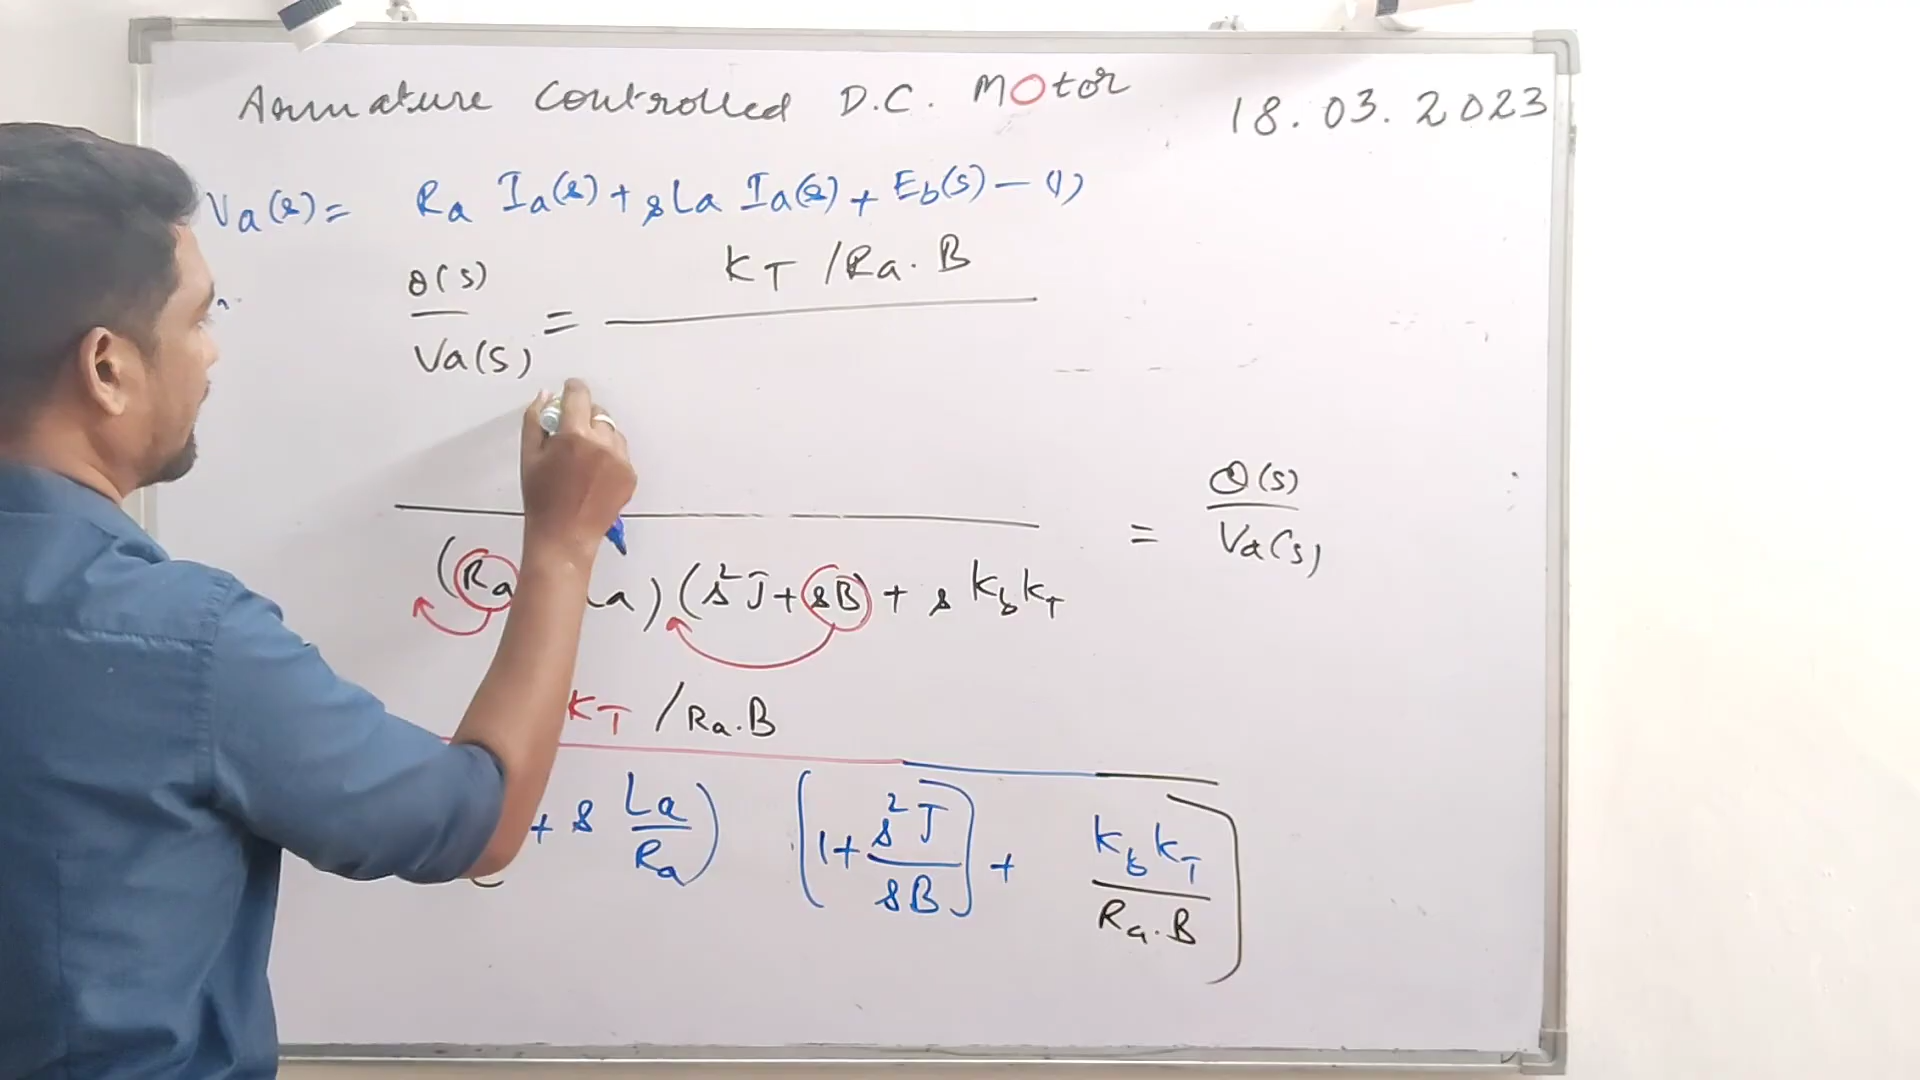 Armature Controlled D.C. Motor 18.03.2023
Va(s) = Ra Ia(s) + sLa Ia(s) + Eb(s) — (1)
θ(s) / Va(s) = KT / Ra. B
(Ra La) (s²J + sB) + s Kb KT = θ(s) / Va(s)
KT / Ra. B
+ s La/Ra) [1 + s²J/sB] + Kb KT / Ra. B]